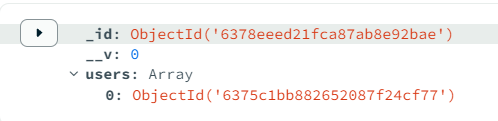 _id: ObjectId('6378eeed21fca87ab8e92bae')
__v: 0
users: Array
0: ObjectId('6375c1bb882652087f24cf77')